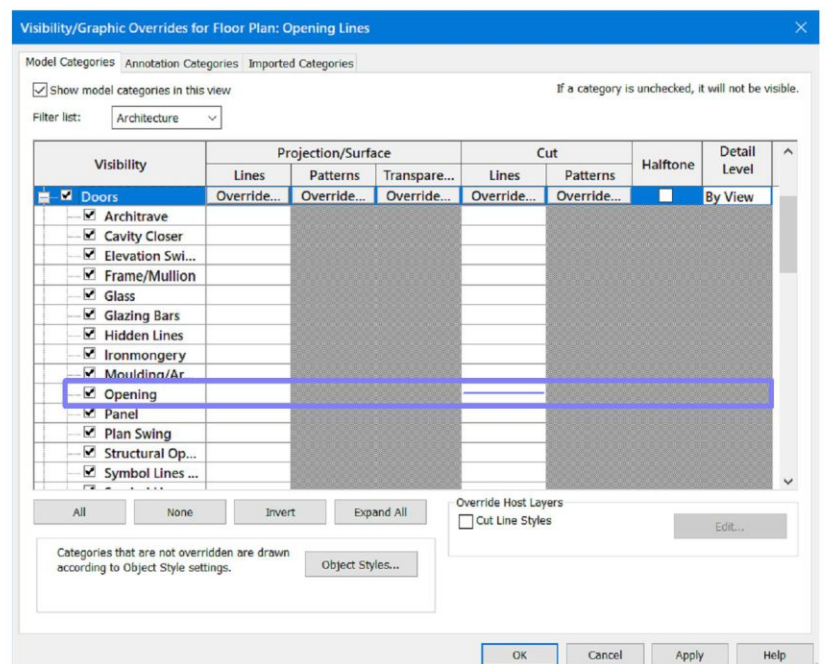 Visibility/Graphic Overrides for Floor Plan: Opening Lines
Model Categories Annotation Categories Imported Categories
Show model categories in this view
If a category is unchecked, it will not be visible.
Filter list: Architecture
Visibility Projection/Surface Cut Halftone Detail Level
Lines Patterns Transpare... Lines Patterns
Doors Override... Override... Override... Override... Override... By View
Architrave
Cavity Closer
Elevation Swi...
Frame/Mullion
Glass
Glazing Bars
Hidden Lines
Ironmongery
Moulding/Ar
Opening
Panel
Plan Swing
Structural Op...
Symbol Lines ...
All None Invert Expand All
Override Host Layers
Cut Line Styles Edit...
Categories that are not overridden are drawn
according to Object Style settings.
Object Styles...
OK Cancel Apply Help